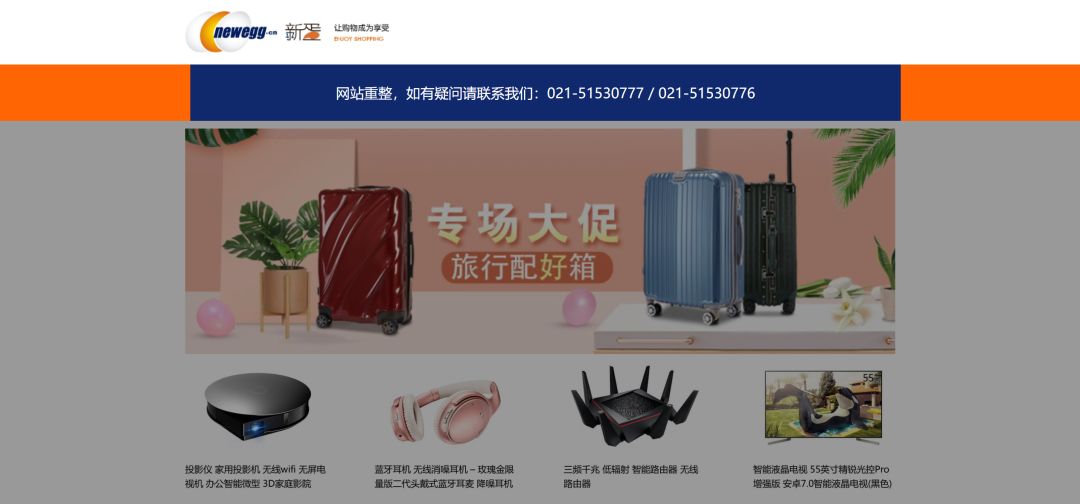 newegg.cn 新蛋 让购物成为享受
ENJOY SHOPPING
网站重整，如有疑问请联系我们：021-51530777 / 021-51530776
专场大促
旅行配好箱
55
投影仪 家用投影机 无线wifi 无屏电
视机 办公智能微型 3D家庭影院
蓝牙耳机 无线消噪耳机 – 玫瑰金限
量版二代头戴式蓝牙耳麦 降噪耳机
三频千兆 低辐射 智能路由器 无线
路由器
智能液晶电视 55英寸精锐光控Pro
增强版 安卓7.0智能液晶电视(黑色)